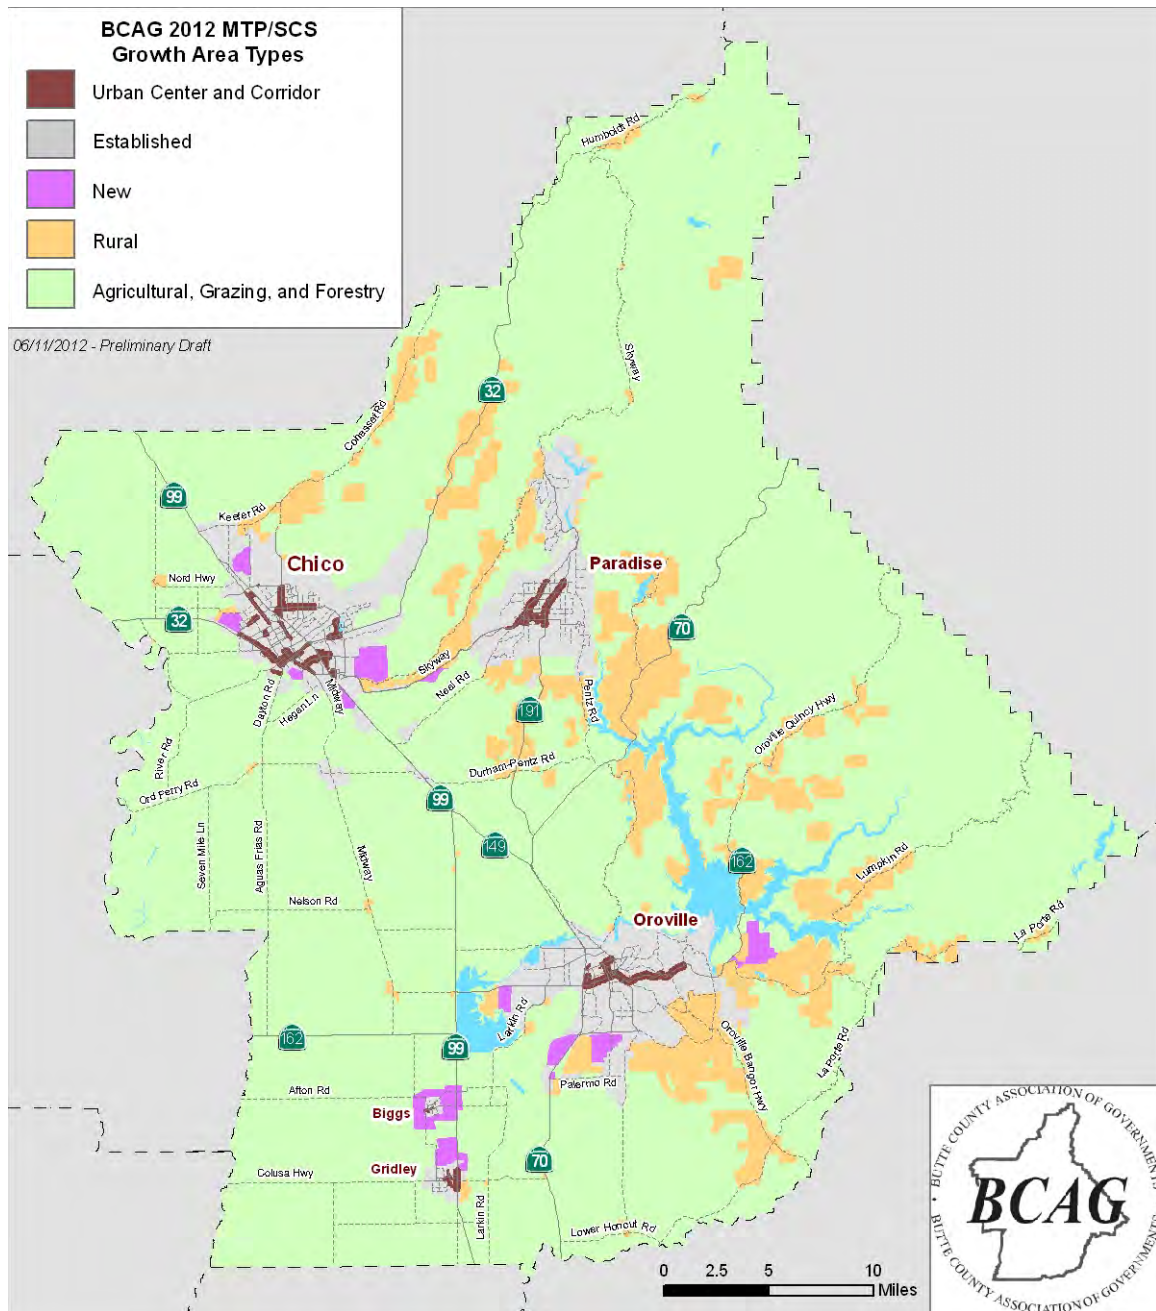 BCAG 2012 MTP/SCS
Growth Area Types
Urban Center and Corridor
Established
New
Rural
Agricultural, Grazing, and Forestry
06/11/2012 - Preliminary Draft
Humboldt Rd
Skyway
32
Cohasset Rd
99
Keefer Rd
Chico
Paradise
Nord Hwy
32
70
Skyway
Neal Rd
Pentz Rd
Dayton Rd
Hegan Ln
Midway
191
Oroville Quincy Hwy
River Rd
Durham-Pentz Rd
Ord Ferry Rd
99
149
Seven Mile Ln
Aguas Frias Rd
Midway
162
Lumpkin Rd
Nelson Rd
Oroville
La Porte Rd
Larkin Rd
162
99
Oroville Bangor Hwy
La Porte Rd
Afton Rd
Palermo Rd
Biggs
Gridley
Colusa Hwy
70
Larkin Rd
Lower Honcut Rd
0 2.5 5 10
Miles
BUTTE COUNTY ASSOCIATION OF GOVERNMENTS
BCAG
BUTTE COUNTY ASSOCIATION OF GOVERNMENTS